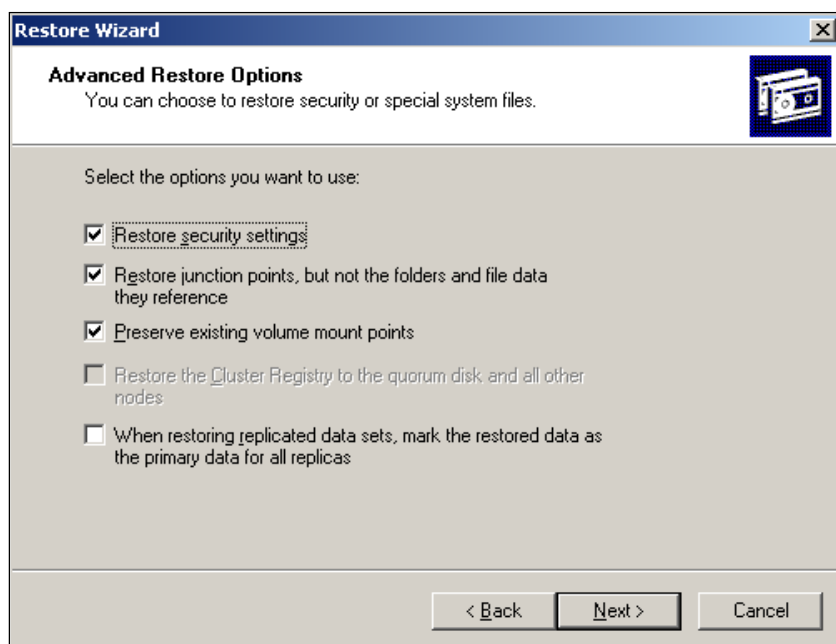 Restore Wizard
Advanced Restore Options
You can choose to restore security or special system files.
Select the options you want to use:
Restore security settings
Restore junction points, but not the folders and file data
they reference
Preserve existing volume mount points
Restore the Cluster Registry to the quorum disk and all other
nodes
When restoring replicated data sets, mark the restored data as
the primary data for all replicas
< Back Next > Cancel